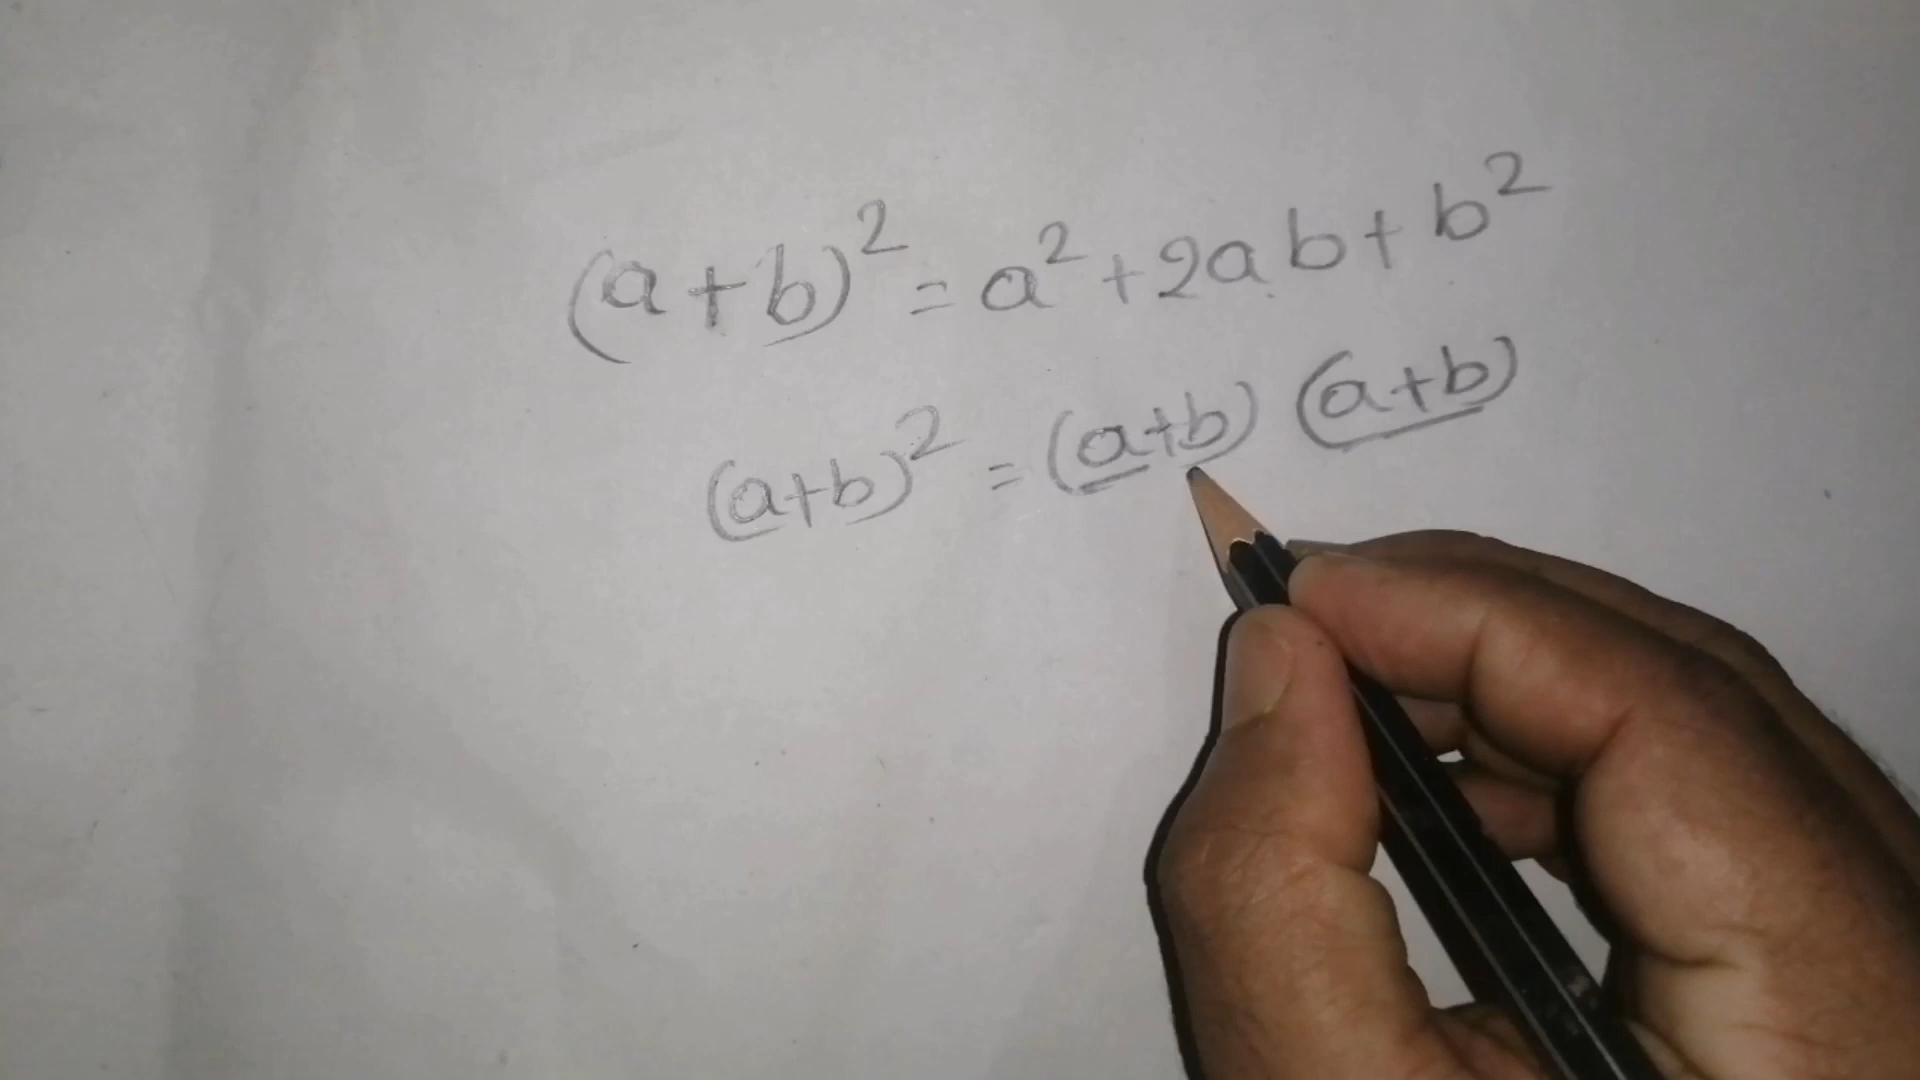 (a+b)² = a² + 2ab + b²
(a+b)² = (a+b) (a+b)